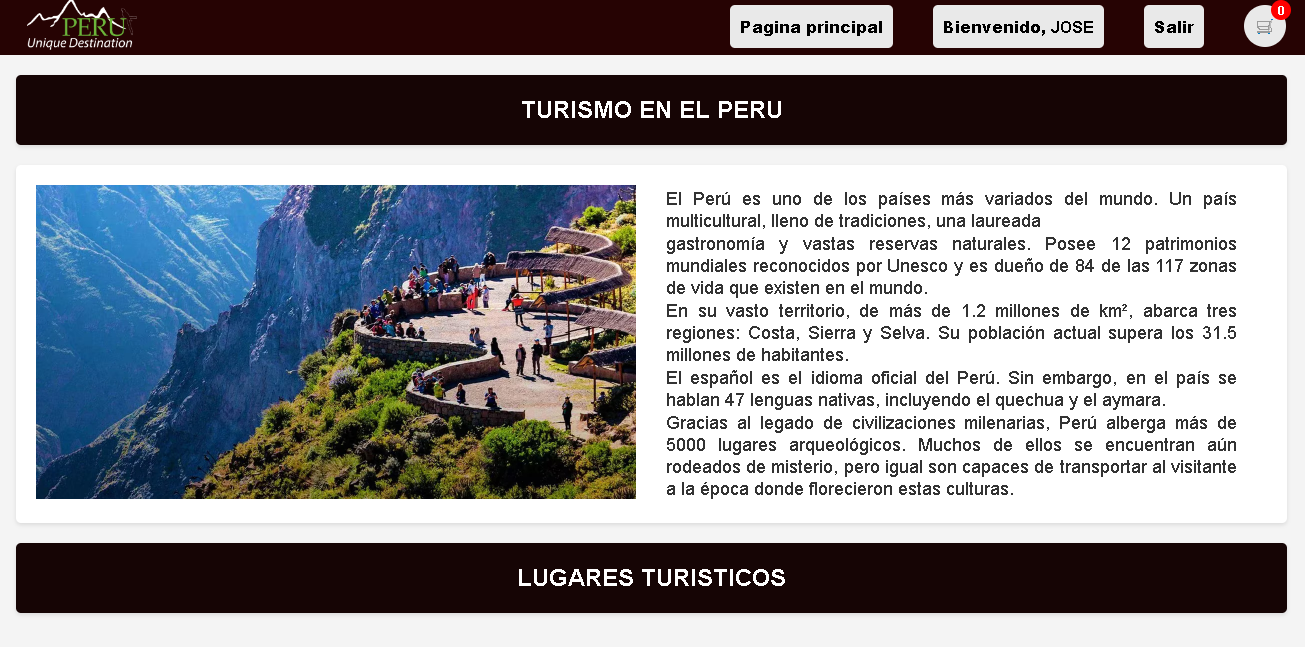 PERU
Unique Destination
Pagina principal
Bienvenido, JOSE
Salir
0
TURISMO EN EL PERU
El Perú es uno de los países más variados del mundo. Un país
multicultural, lleno de tradiciones, una laureada
gastronomía y vastas reservas naturales. Posee 12 patrimonios
mundiales reconocidos por Unesco y es dueño de 84 de las 117 zonas
de vida que existen en el mundo.
En su vasto territorio, de más de 1.2 millones de km², abarca tres
regiones: Costa, Sierra y Selva. Su población actual supera los 31.5
millones de habitantes.
El español es el idioma oficial del Perú. Sin embargo, en el país se
hablan 47 lenguas nativas, incluyendo el quechua y el aymara.
Gracias al legado de civilizaciones milenarias, Perú alberga más de
5000 lugares arqueológicos. Muchos de ellos se encuentran aún
rodeados de misterio, pero igual son capaces de transportar al visitante
a la época donde florecieron estas culturas.
LUGARES TURISTICOS